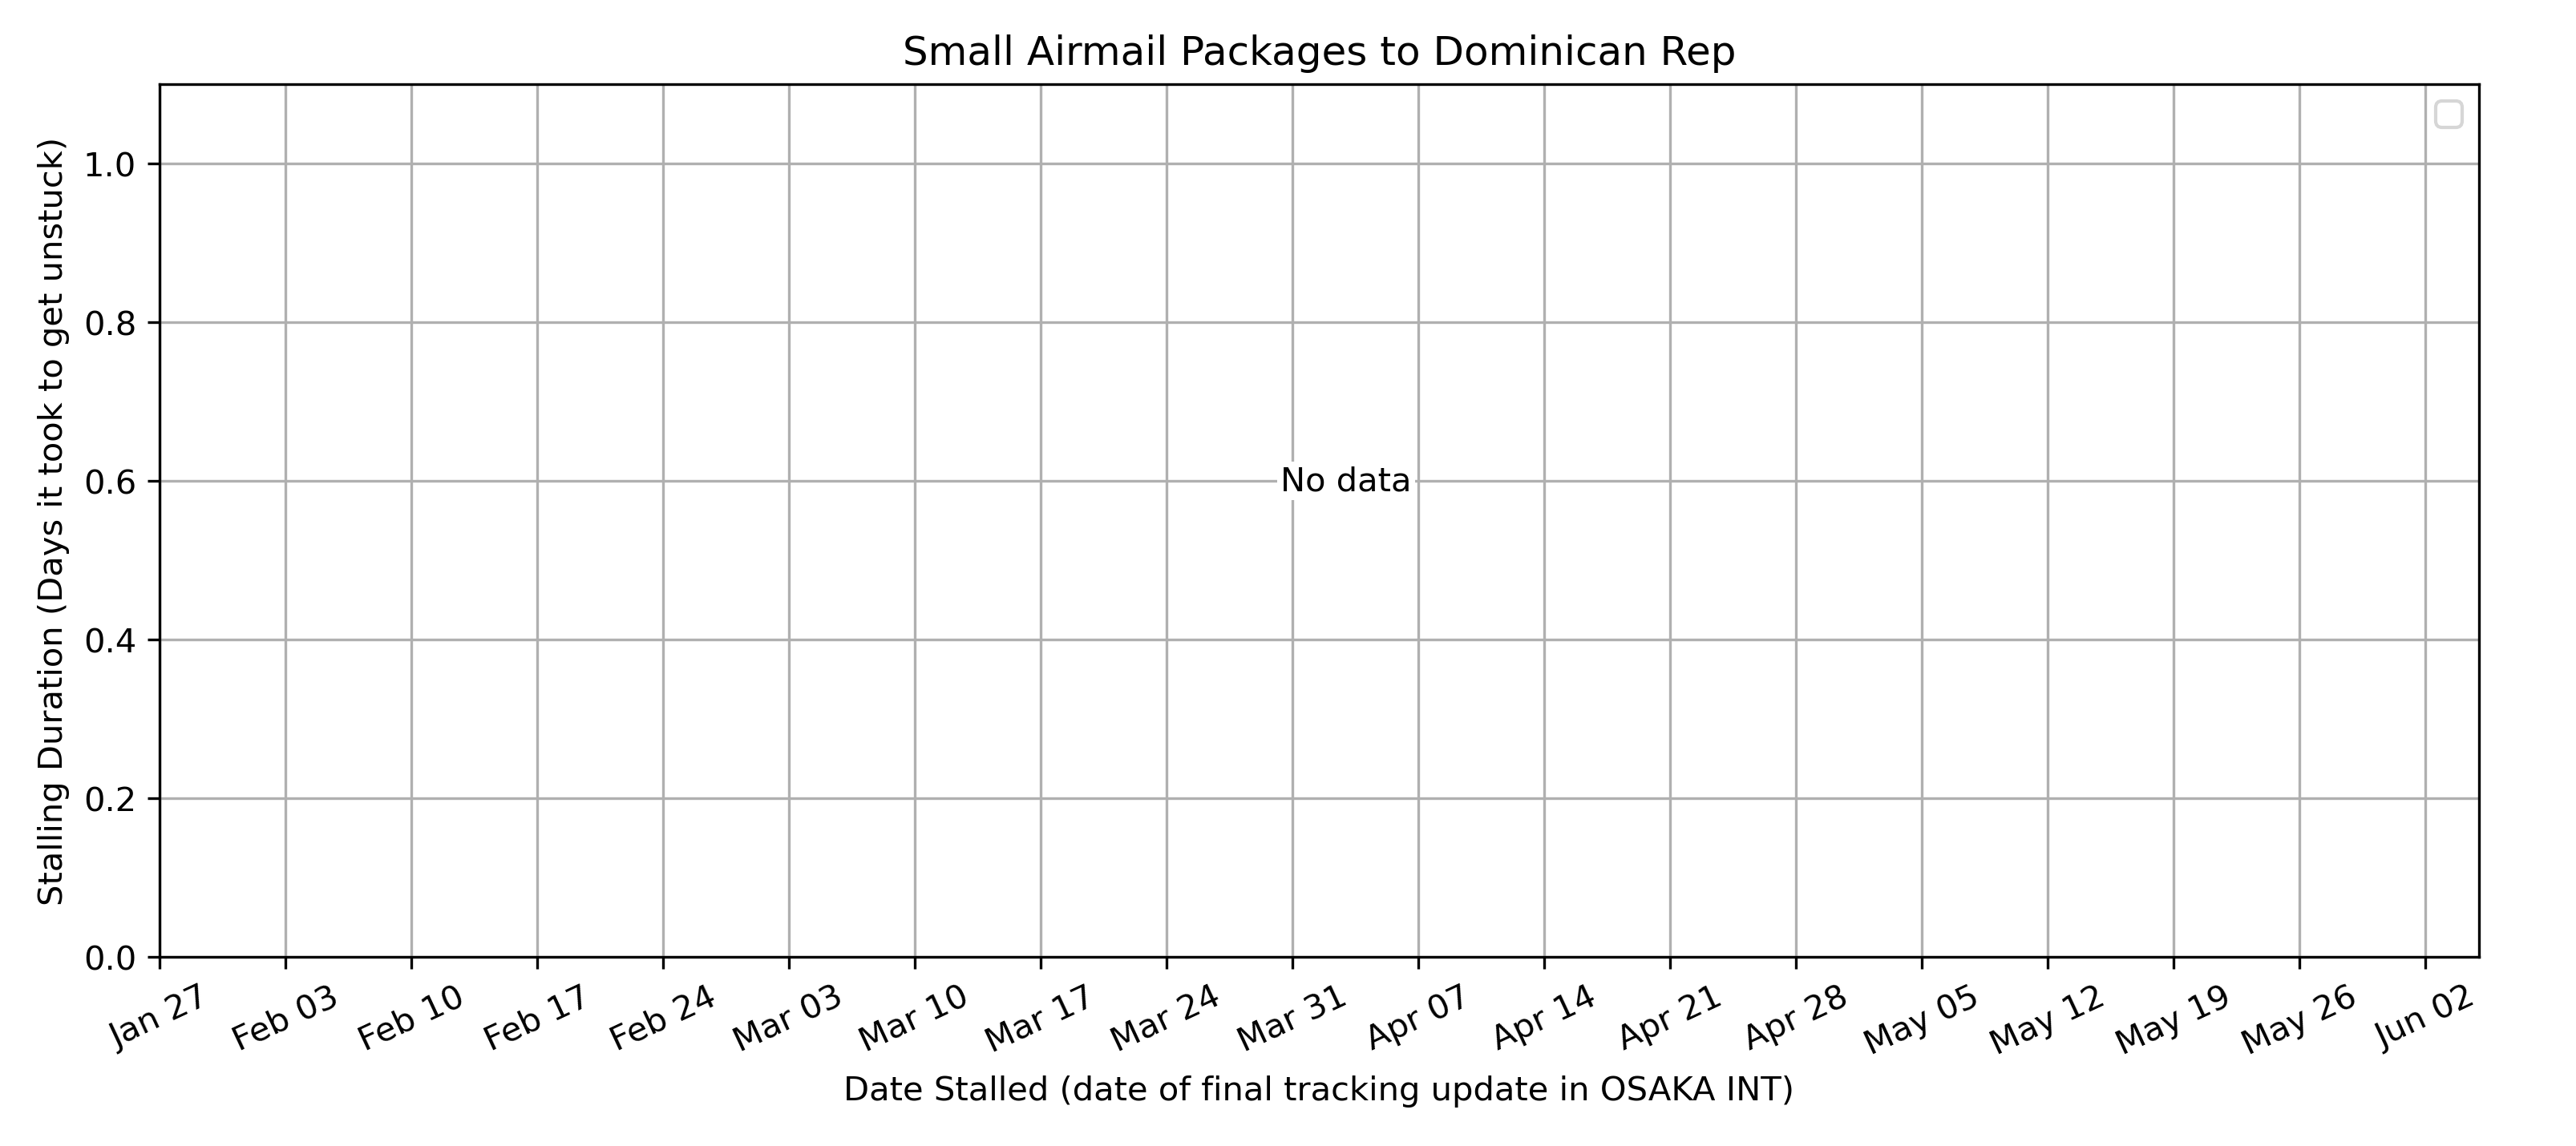 Small Airmail Packages to Dominican Rep
Stalling Duration (Days it took to get unstuck)
1.0
0.8
0.6
0.4
0.2
0.0
No data
Jan 27 Feb 03 Feb 10 Feb 17 Feb 24 Mar 03 Mar 10 Mar 17 Mar 24 Mar 31 Apr 07 Apr 14 Apr 21 Apr 28 May 05 May 12 May 19 May 26 Jun 02
Date Stalled (date of final tracking update in OSAKA INT)